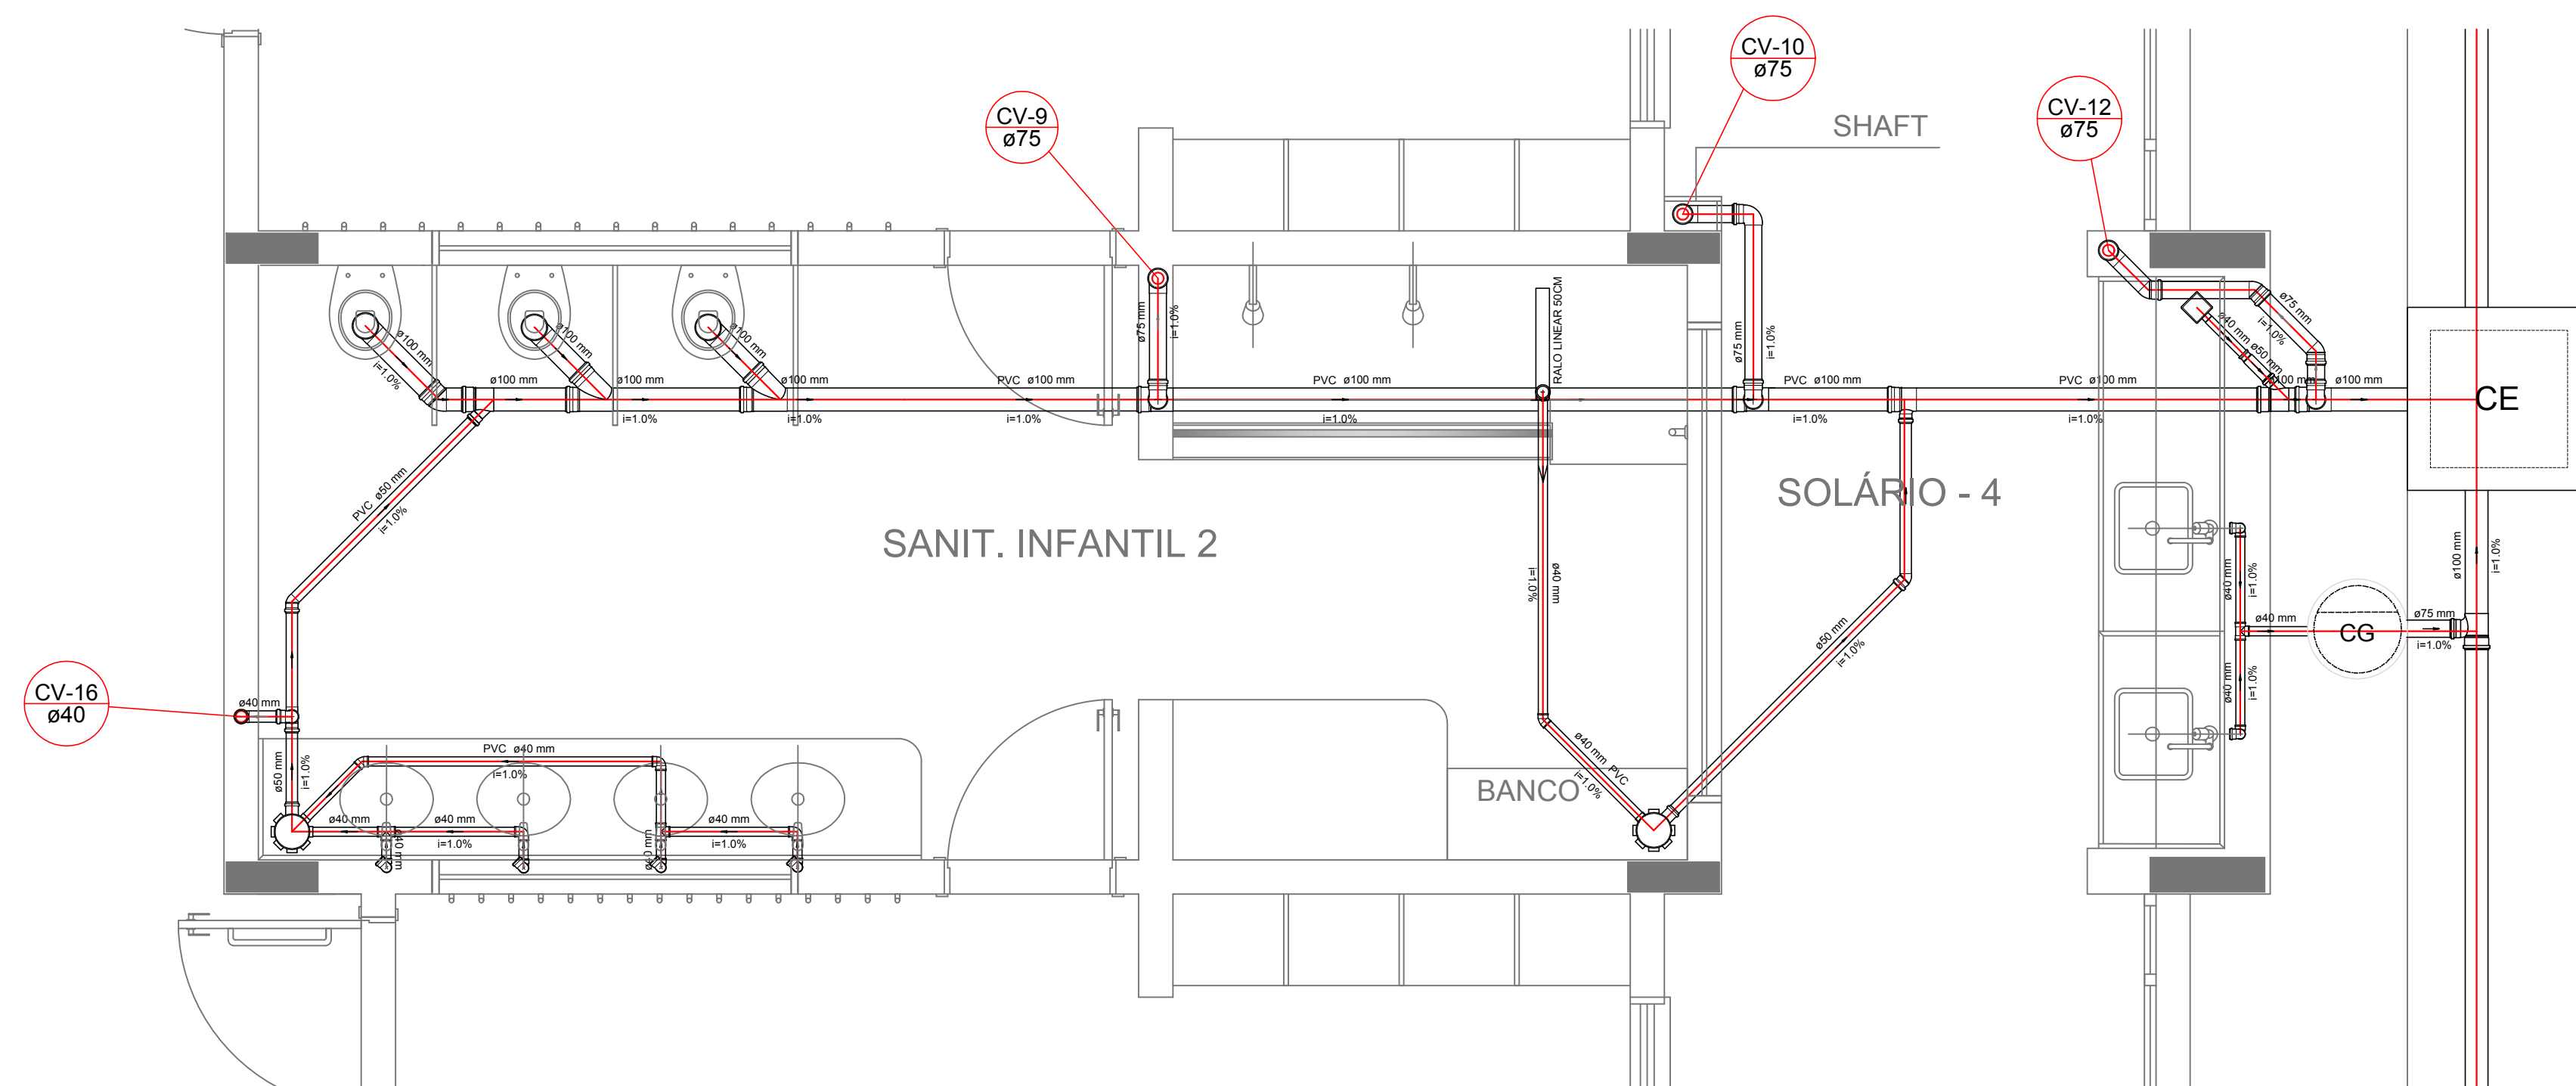 CV-10
ø75
CV-9
ø75
SHAFT
CV-12
ø75
ø100 mm
i=1.0%
ø100 mm
ø100 mm
ø75 mm
i=1.0%
RALO LINEAR 50CM
ø75 mm
i=1.0%
ø75 mm
i=1.0%
ø40 mm
ø50 mm
ø100 mm
ø100 mm
i=1.0%
ø100 mm
i=1.0%
PVC ø100 mm
i=1.0%
PVC ø100 mm
i=1.0%
PVC ø100 mm
i=1.0%
PVC ø100 mm
i=1.0%
ø100 mm
ø100 mm
CE
PVC ø50 mm
i=1.0%
SANIT. INFANTIL 2
SOLÁRIO - 4
ø40 mm
i=1.0%
ø50 mm
i=1.0%
ø100 mm
i=1.0%
ø40 mm
i=1.0%
ø40 mm
CG
ø75 mm
i=1.0%
ø40 mm
i=1.0%
CV-16
ø40
ø40 mm
ø50 mm
i=1.0%
PVC ø40 mm
i=1.0%
ø40 mm PVC
i=1.0%
BANCO
ø40 mm
ø40 mm
i=1.0%
ø40 mm
ø40 mm
i=1.0%
ø40 mm